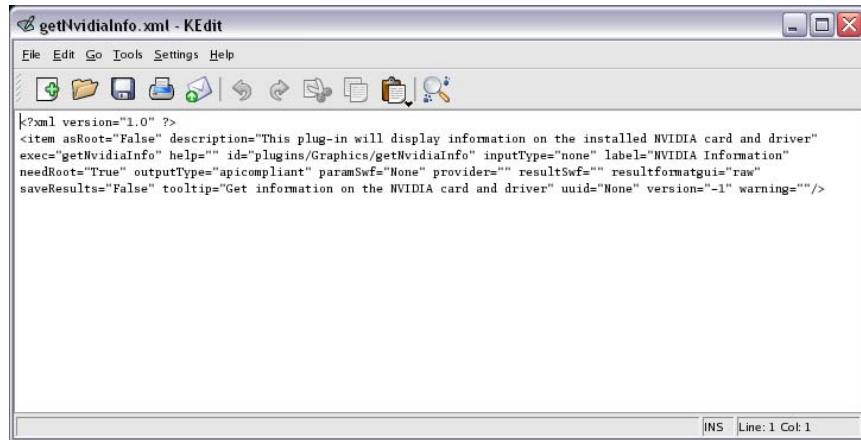 getNvidiaInfo.xml - KEdit
File Edit Go Tools Settings Help
<?xml version="1.0" ?>
<item asRoot="False" description="This plug-in will display information on the installed NVIDIA card and driver"
exec="getNvidiaInfo" help="" id="plugins/Graphics/getNvidiaInfo" inputType="none" label="NVIDIA Information"
needRoot="True" outputType="apicompliant" paramSwf="None" provider="" resultSwf="" resultformatgui="raw"
saveResults="False" tooltip="Get information on the NVIDIA card and driver" uuid="None" version="-1" warning=""/>
INS Line: 1 Col: 1